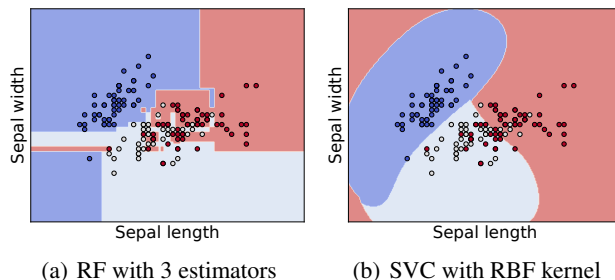 Sepal width
Sepal length
Sepal width
Sepal length
(a) RF with 3 estimators
(b) SVC with RBF kernel